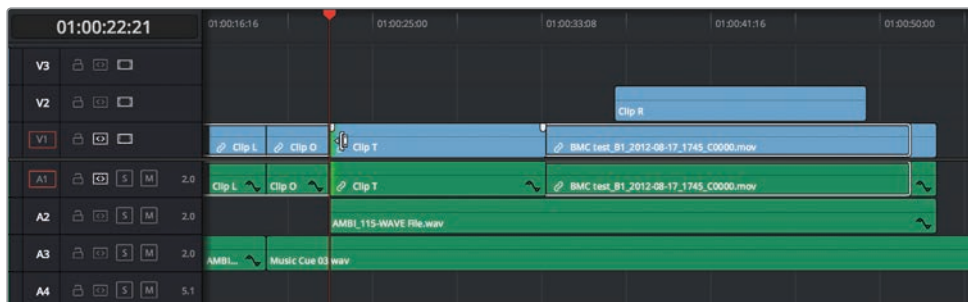 01:00:22:21
01:00:16:16
01:00:25:00
01:00:33:08
01:00:41:16
01:00:50:00
V3
V2
Clip R
V1
Clip L
Clip O
Clip T
BMC test_B1_2012-08-17_1745_C0000.mov
A1
S
M
2.0
Clip L
Clip O
Clip T
BMC test_B1_2012-08-17_1745_C0000.mov
A2
S
M
2.0
AMBI_115-WAVE File.wav
A3
S
M
2.0
AMBI...
Music Cue 03.wav
A4
S
M
5.1